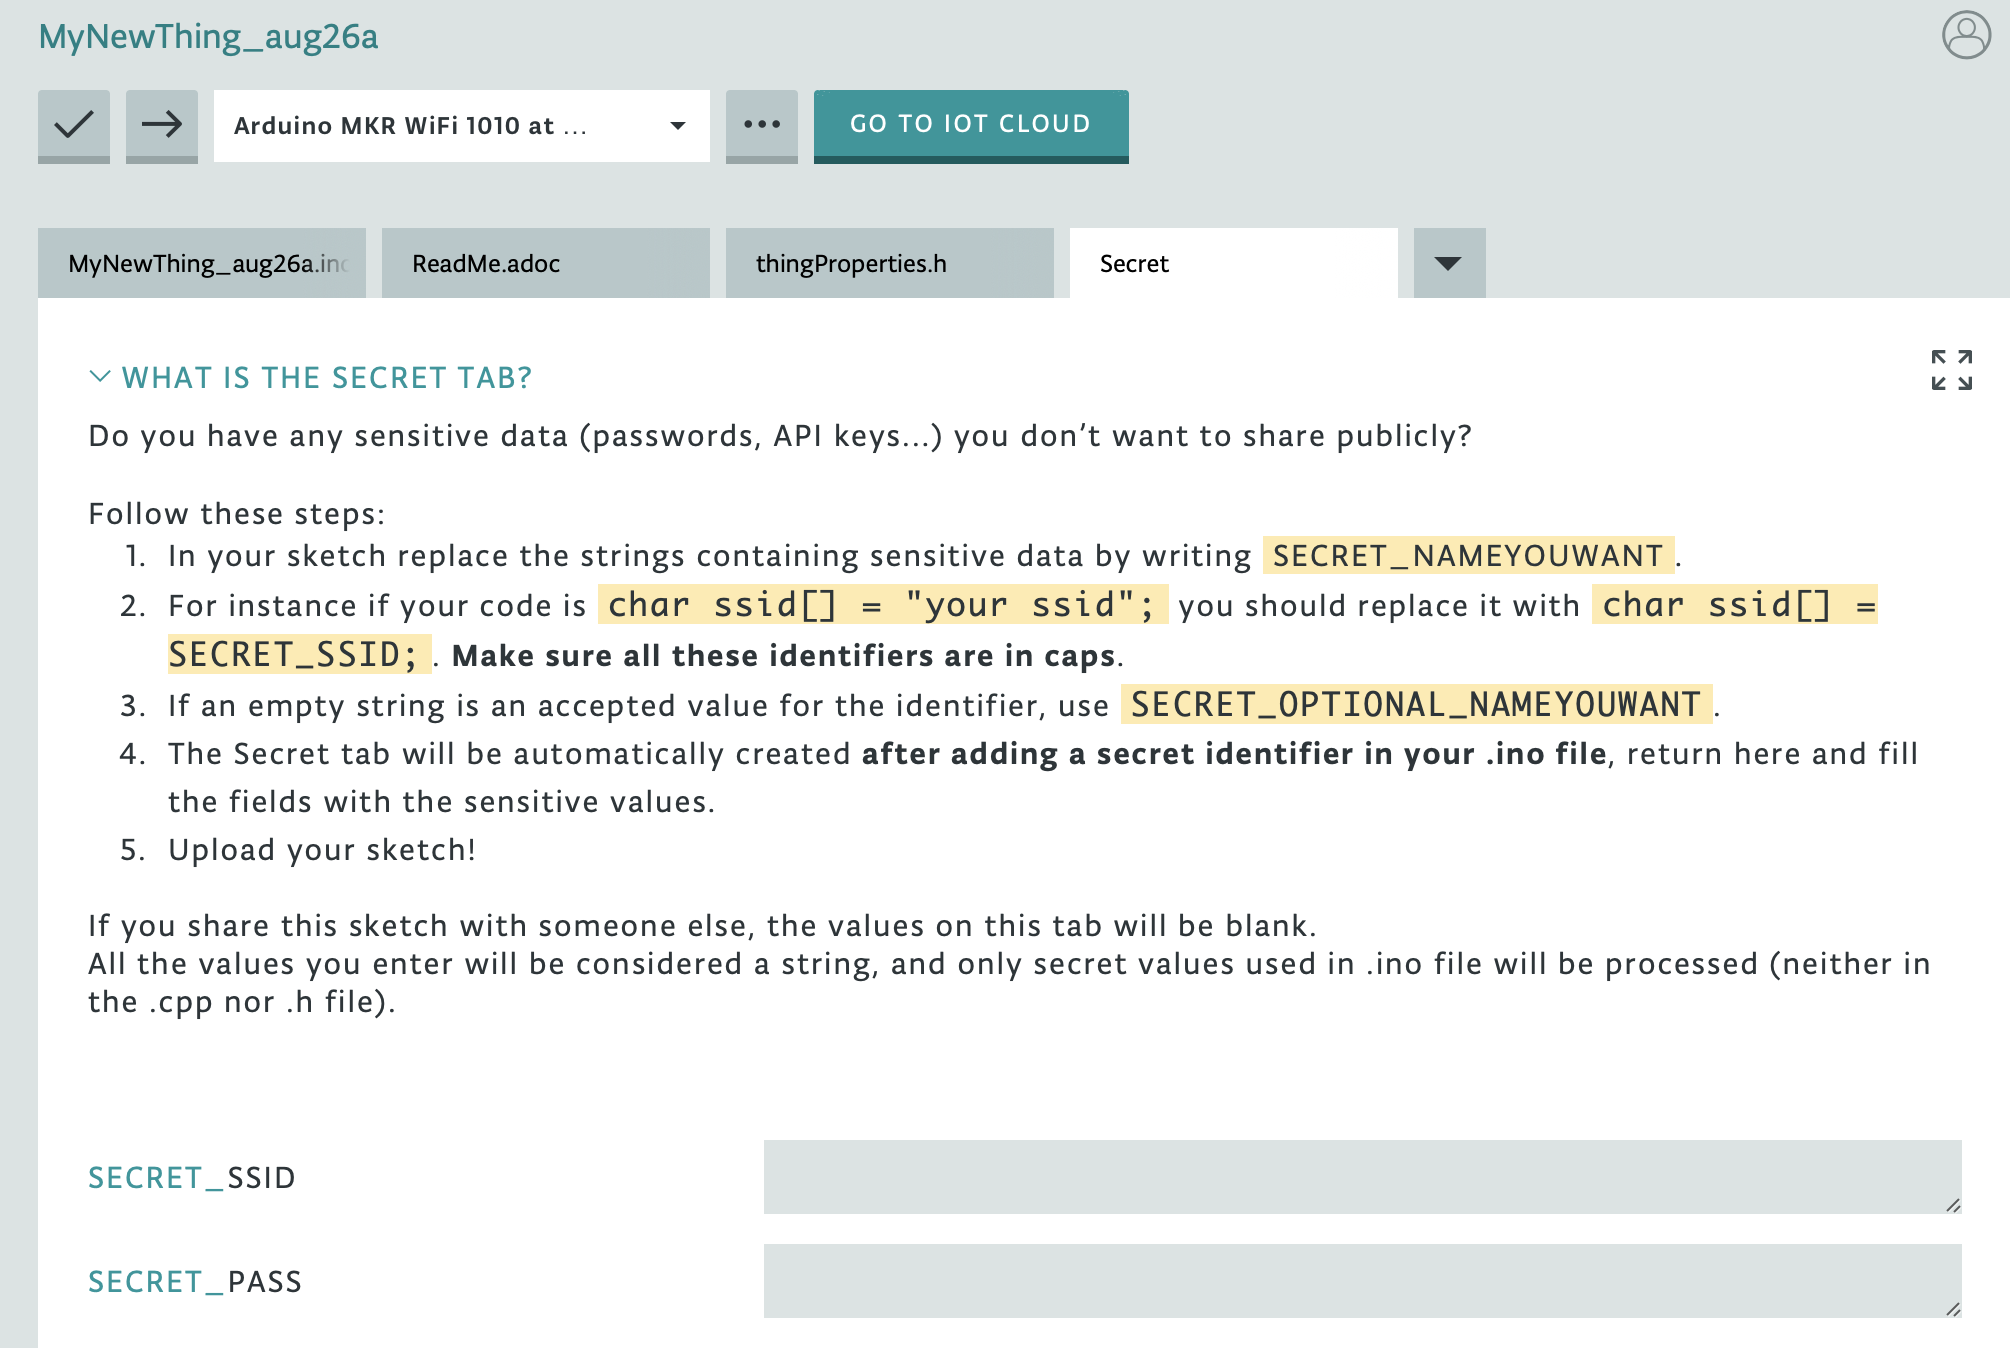 MyNewThing_aug26a
Arduino MKR WiFi 1010 at ...
GO TO IOT CLOUD
MyNewThing_aug26a.ino
ReadMe.adoc
thingProperties.h
Secret
WHAT IS THE SECRET TAB?
Do you have any sensitive data (passwords, API keys...) you don’t want to share publicly?
Follow these steps:
1. In your sketch replace the strings containing sensitive data by writing SECRET_NAMEYOUWANT.
2. For instance if your code is char ssid[] = "your ssid"; you should replace it with char ssid[] =
SECRET_SSID; . Make sure all these identifiers are in caps.
3. If an empty string is an accepted value for the identifier, use SECRET_OPTIONAL_NAMEYOUWANT.
4. The Secret tab will be automatically created after adding a secret identifier in your .ino file, return here and fill
the fields with the sensitive values.
5. Upload your sketch!
If you share this sketch with someone else, the values on this tab will be blank.
All the values you enter will be considered a string, and only secret values used in .ino file will be processed (neither in
the .cpp nor .h file).
SECRET_SSID
SECRET_PASS